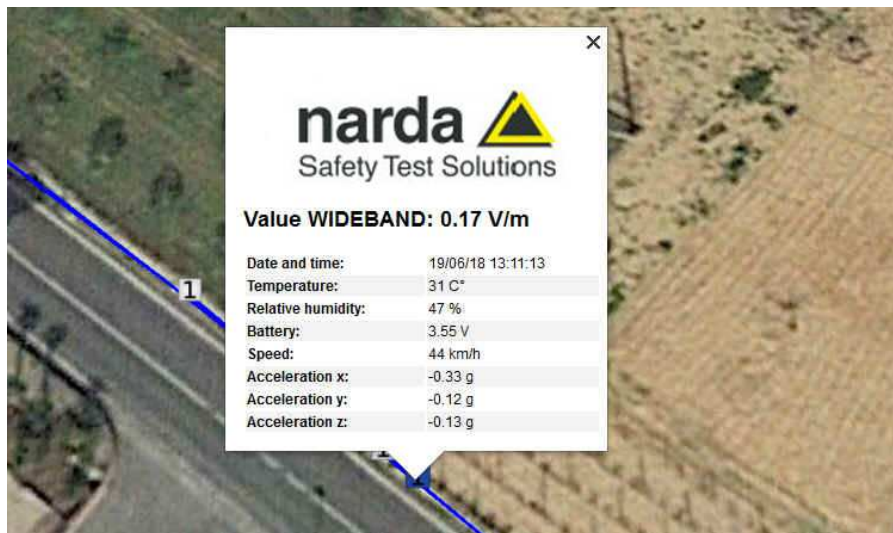 ×
narda
Safety Test Solutions
Value WIDEBAND: 0.17 V/m
Date and time: 19/06/18 13:11:13
Temperature: 31 C°
Relative humidity: 47 %
Battery: 3.55 V
Speed: 44 km/h
Acceleration x: -0.33 g
Acceleration y: -0.12 g
Acceleration z: -0.13 g
1
1
1